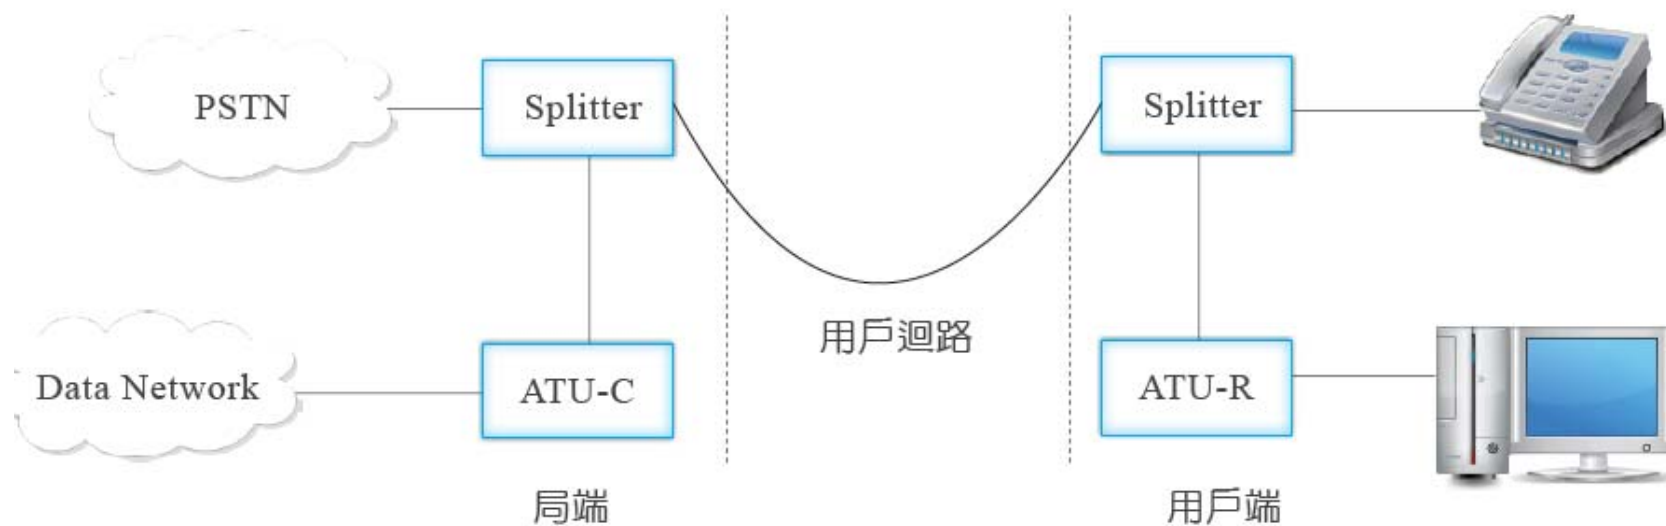 PSTN
Splitter
Splitter
用戶迴路
Data Network
ATU-C
ATU-R
局端
用戶端